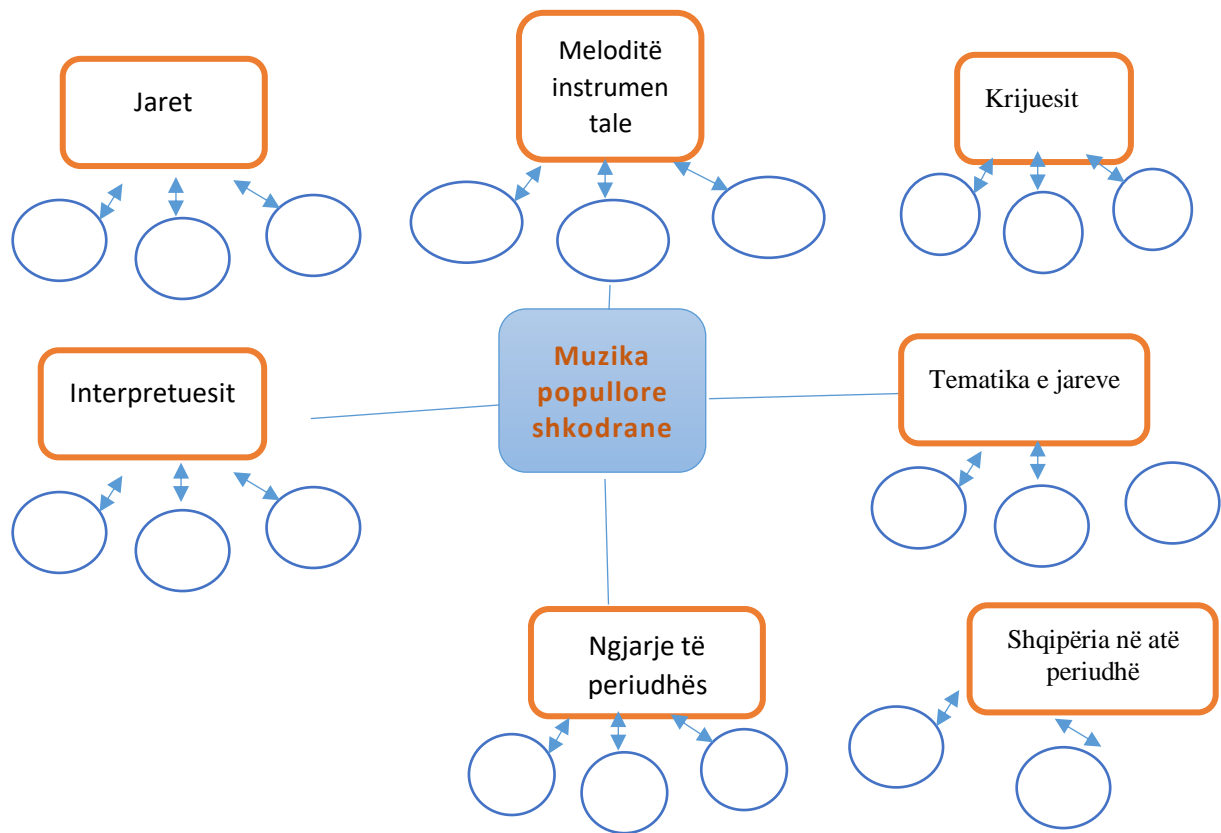 Jaret
Meloditë
instrumen
tale
Krijuesit
Interpretuesit
Muzika
popullore
shkodrane
Tematika e jareve
Ngjarje të
periudhës
Shqipëria në atë
periudhë